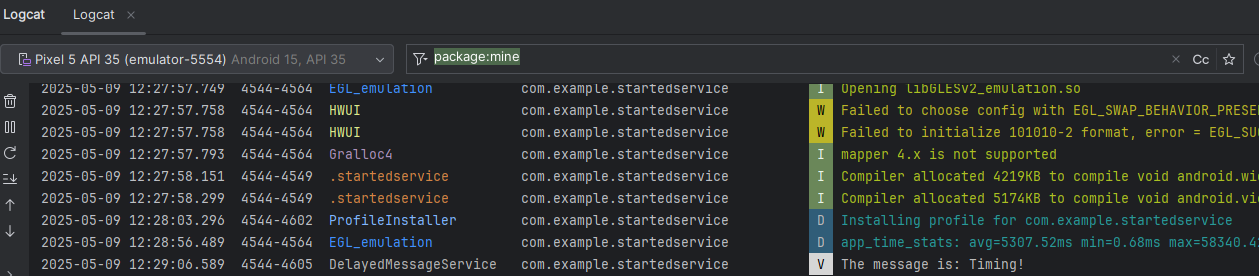 Logcat Logcat ×
Pixel 5 API 35 (emulator-5554) Android 15, API 35 package:mine × Cc
2025-05-09 12:27:57.749 4544-4564 EGL_emulation com.example.startedservice I Opening libGLESv2_emulation.so
2025-05-09 12:27:57.758 4544-4564 HWUI com.example.startedservice W Failed to choose config with EGL_SWAP_BEHAVIOR_PRESE
2025-05-09 12:27:57.758 4544-4564 HWUI com.example.startedservice W Failed to initialize 101010-2 format, error = EGL_SU
2025-05-09 12:27:57.793 4544-4564 Gralloc4 com.example.startedservice I mapper 4.x is not supported
2025-05-09 12:27:58.151 4544-4549 .startedservice com.example.startedservice I Compiler allocated 4219KB to compile void android.wi
2025-05-09 12:27:58.299 4544-4549 .startedservice com.example.startedservice I Compiler allocated 5174KB to compile void android.vi
2025-05-09 12:28:03.296 4544-4602 ProfileInstaller com.example.startedservice D Installing profile for com.example.startedservice
2025-05-09 12:28:56.489 4544-4564 EGL_emulation com.example.startedservice D app_time_stats: avg=5307.52ms min=0.68ms max=58340.4
2025-05-09 12:29:06.589 4544-4605 DelayedMessageService com.example.startedservice V The message is: Timing!